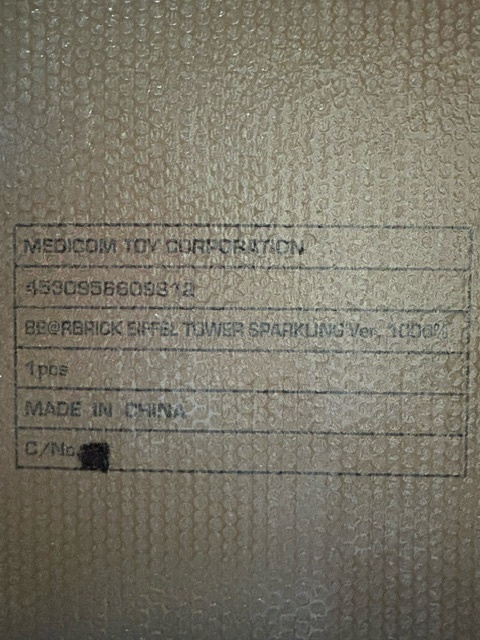 MEDICOM TOY CORPORATION
4530956609812
BE@RBRICK EIFFEL TOWER SPARKLING Ver. 1000%
1pcs
MADE IN CHINA
C/No.